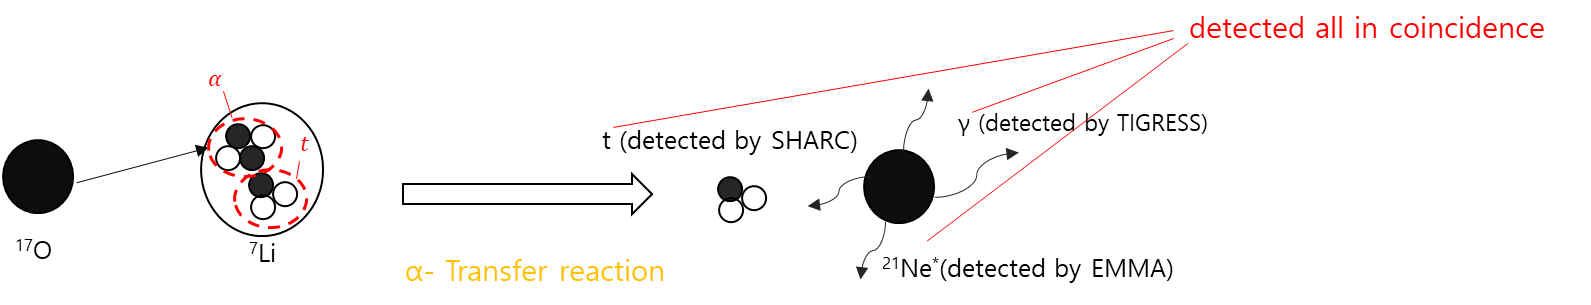 detected all in coincidence
α
t
t (detected by SHARC)
γ (detected by TIGRESS)
¹⁷O
⁷Li
α- Transfer reaction
²¹Ne*(detected by EMMA)